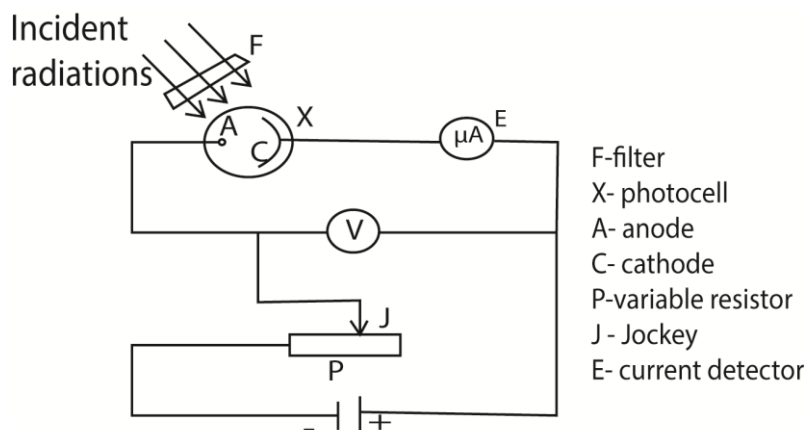 Incident
radiations
F
A
X
C
µA
E
V
J
P
-
+
F-filter
X- photocell
A- anode
C- cathode
P-variable resistor
J - Jockey
E- current detector